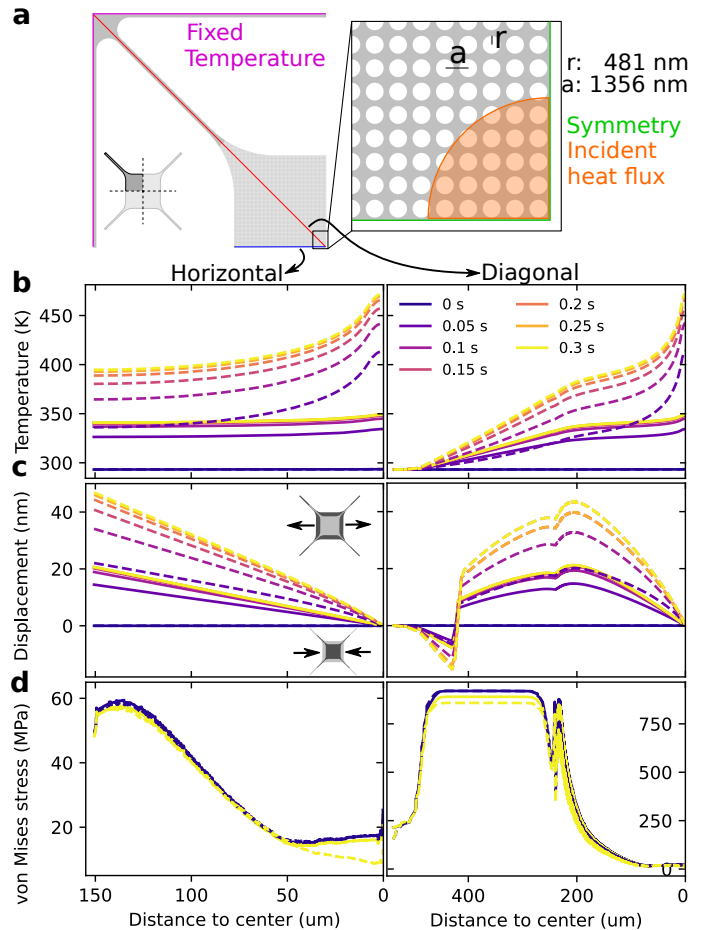 a
Fixed
Temperature
a
r
r: 481 nm
a: 1356 nm
Symmetry
Incident
heat flux
Horizontal
Diagonal
b
Temperature (K)
450
400
350
300
0 s
0.05 s
0.1 s
0.15 s
0.2 s
0.25 s
0.3 s
c
Displacement (nm)
40
20
0
d
von Mises stress (MPa)
60
40
20
750
500
250
0
150
100
50
0
400
200
0
Distance to center (um)
Distance to center (um)